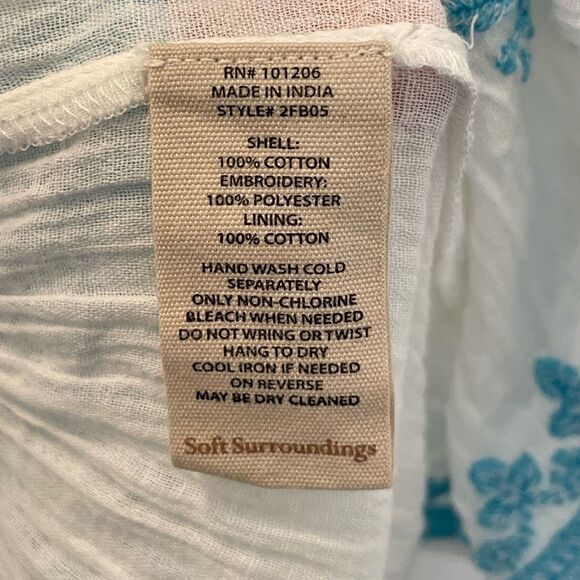 RN# 101206
MADE IN INDIA
STYLE# 2FB05
SHELL:
100% COTTON
EMBROIDERY:
100% POLYESTER
LINING:
100% COTTON
HAND WASH COLD
SEPARATELY
ONLY NON-CHLORINE
BLEACH WHEN NEEDED
DO NOT WRING OR TWIST
HANG TO DRY
COOL IRON IF NEEDED
ON REVERSE
MAY BE DRY CLEANED
Soft Surroundings